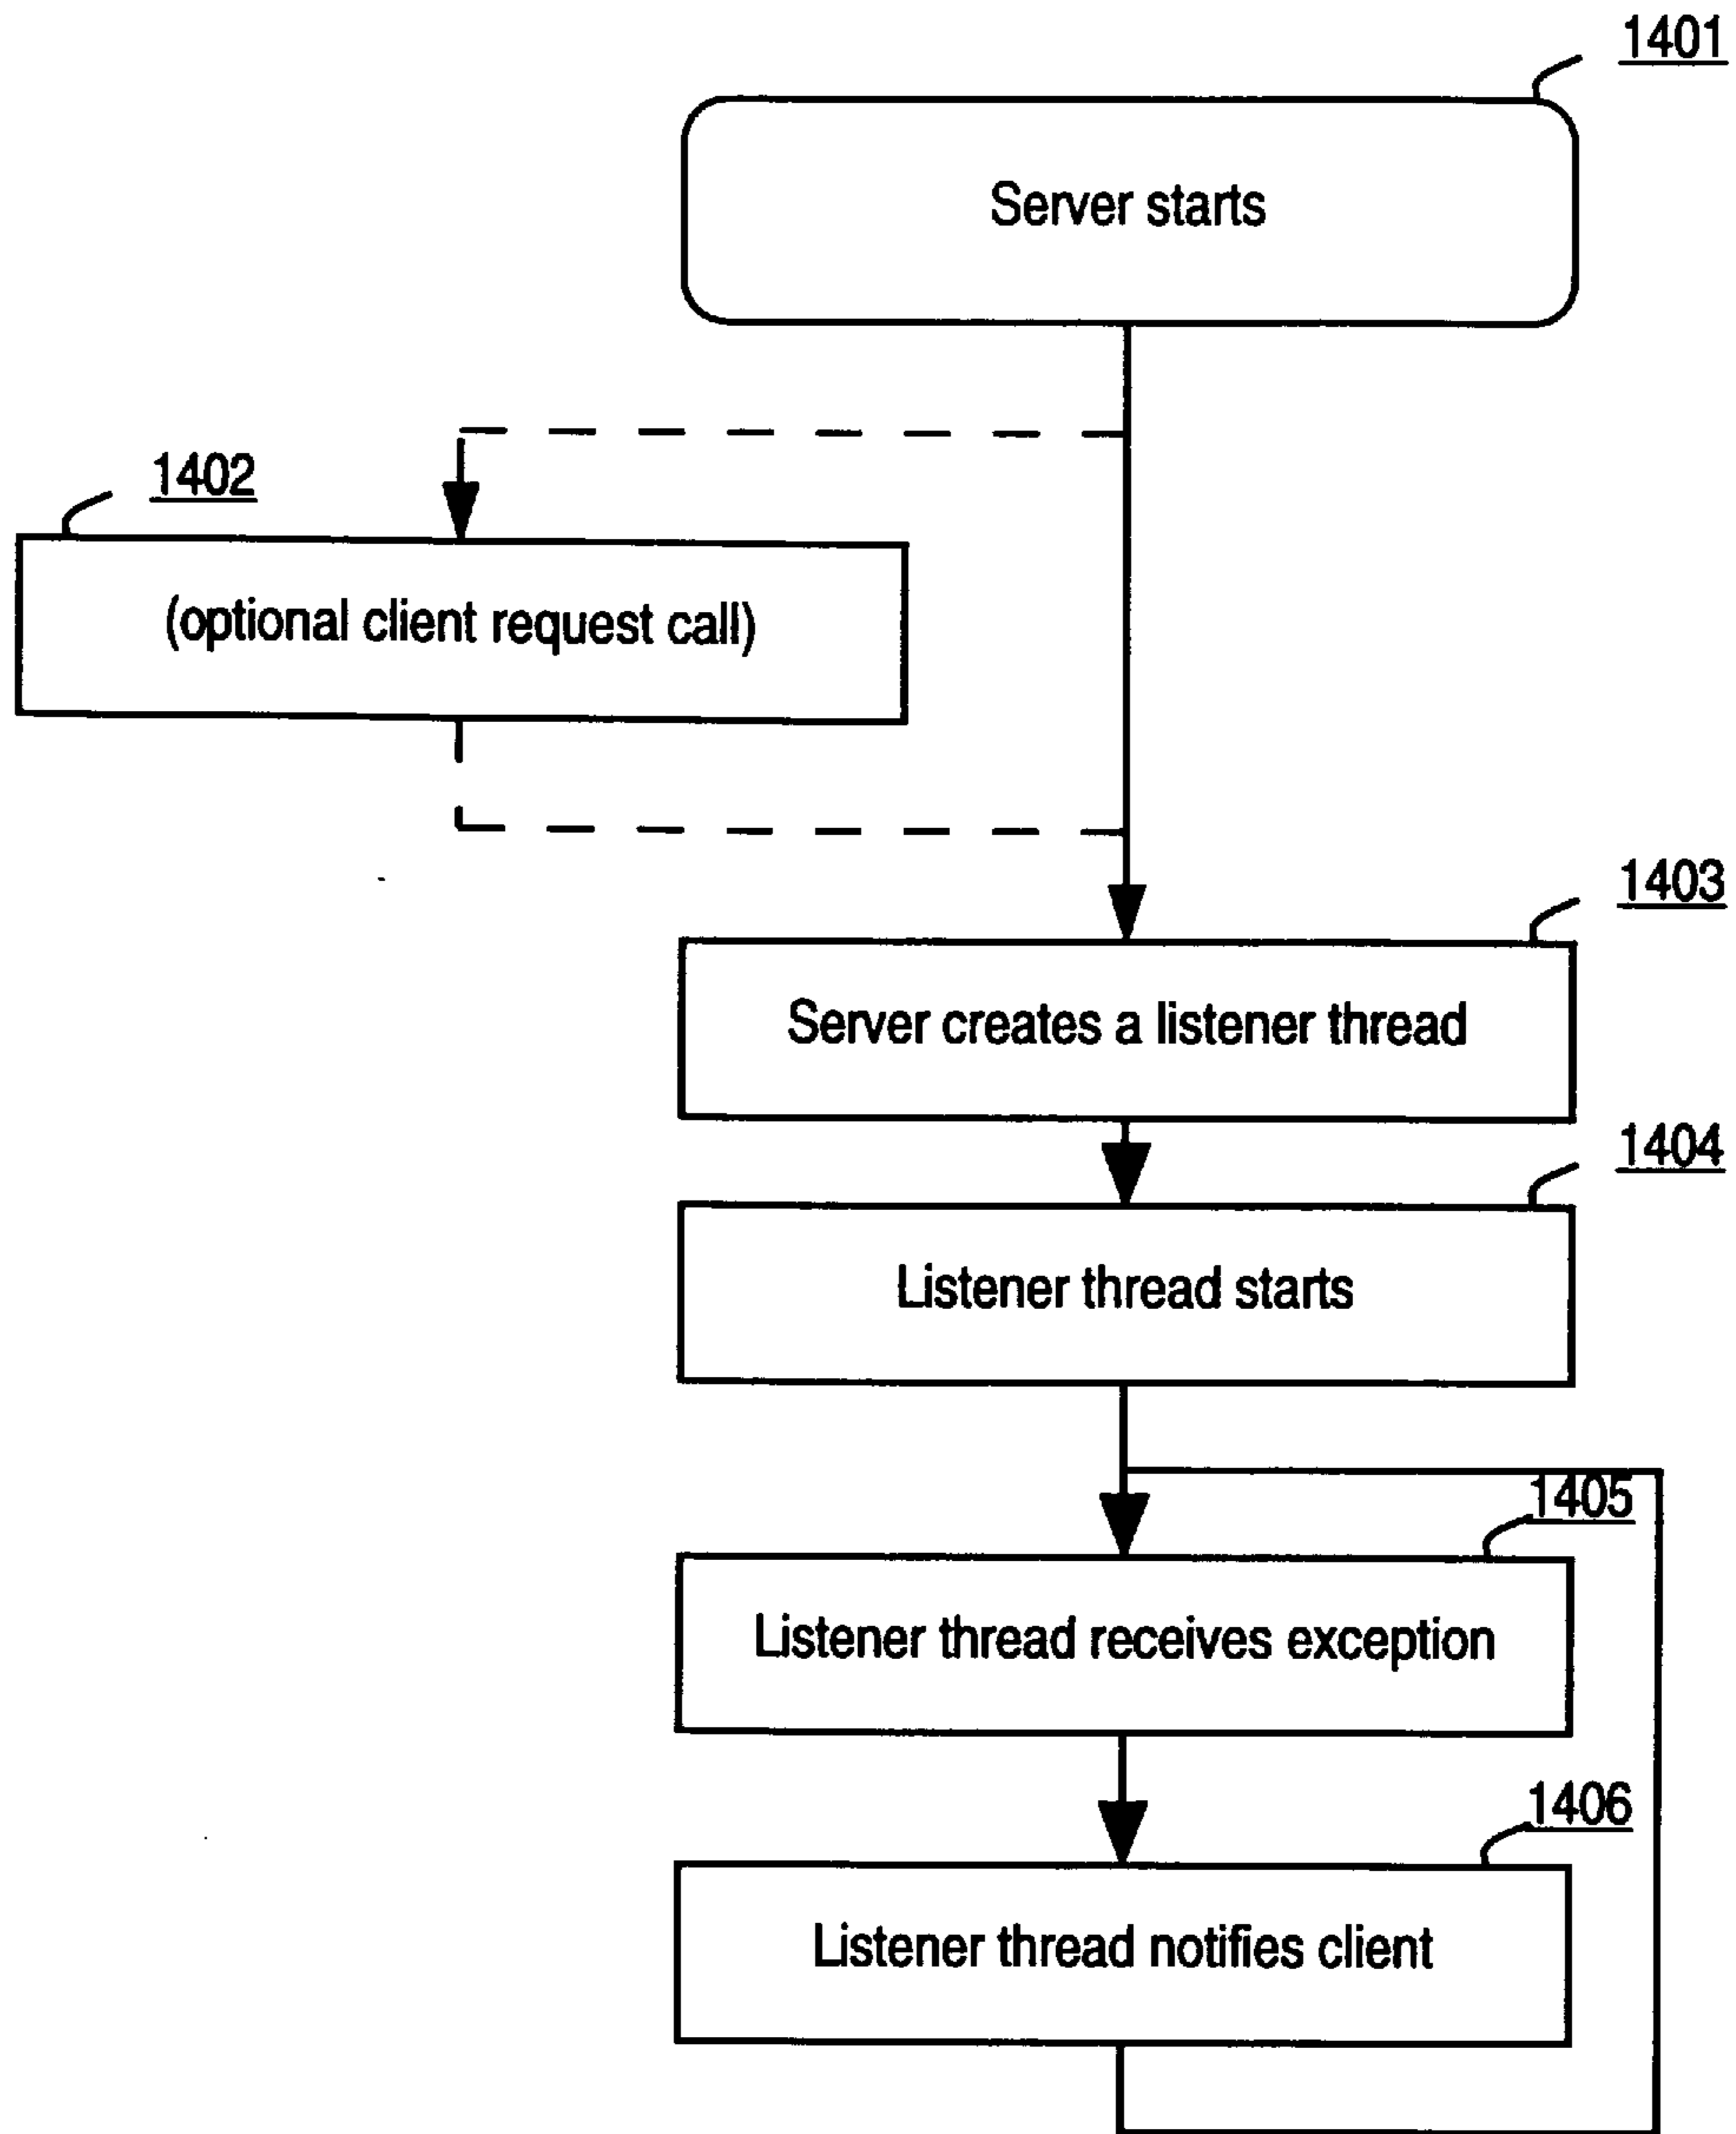 1401
Server starts
1402
(optional client request call)
1403
Server creates a listener thread
1404
Listener thread starts
1405
Listener thread receives exception
1406
Listener thread notifies client